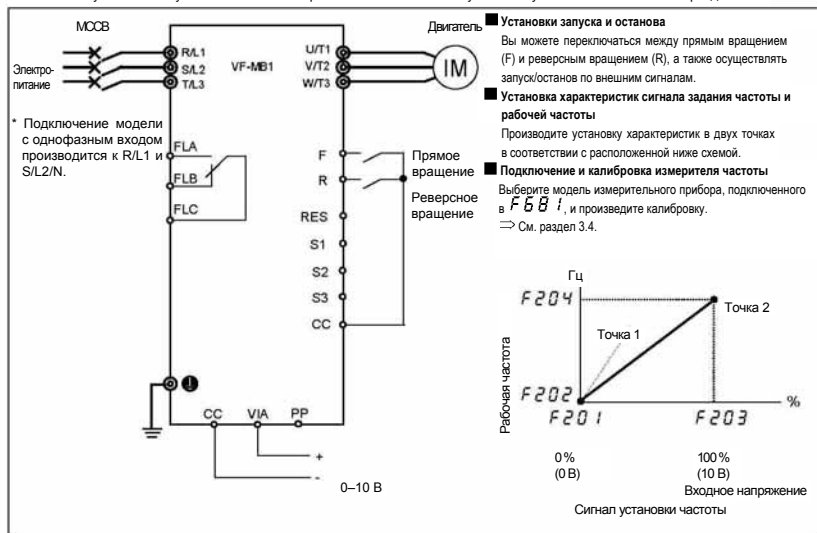 МССВ
Двигатель
R/L1
S/L2
T/L3
VF-MB1
U/T1
V/T2
W/T3
IM
Электро-
питание
* Подключение модели
с однофазным входом
производится к R/L1 и
S/L2/N.
FLA
FLB
FLC
F
R
RES
S1
S2
S3
CC
Прямое
вращение
Реверсное
вращение
CC VIA PP
+
-
0–10 В
■ Установки запуска и останова
Вы можете переключаться между прямым вращением
(F) и реверсным вращением (R), а также осуществлять
запуск/останов по внешним сигналам.
■ Установка характеристик сигнала задания частоты и
рабочей частоты
Производите установку характеристик в двух точках
в соответствии с расположенной ниже схемой.
■ Подключение и калибровка измерителя частоты
Выберите модель измерительного прибора, подключенного
в F681, и произведите калибровку.
⇒ См. раздел 3.4.
Гц
F204
Точка 2
Точка 1
Рабочая частота
F202
%
F201 F203
0 % 100 %
(0 В) (10 В)
Входное напряжение
Сигнал установки частоты